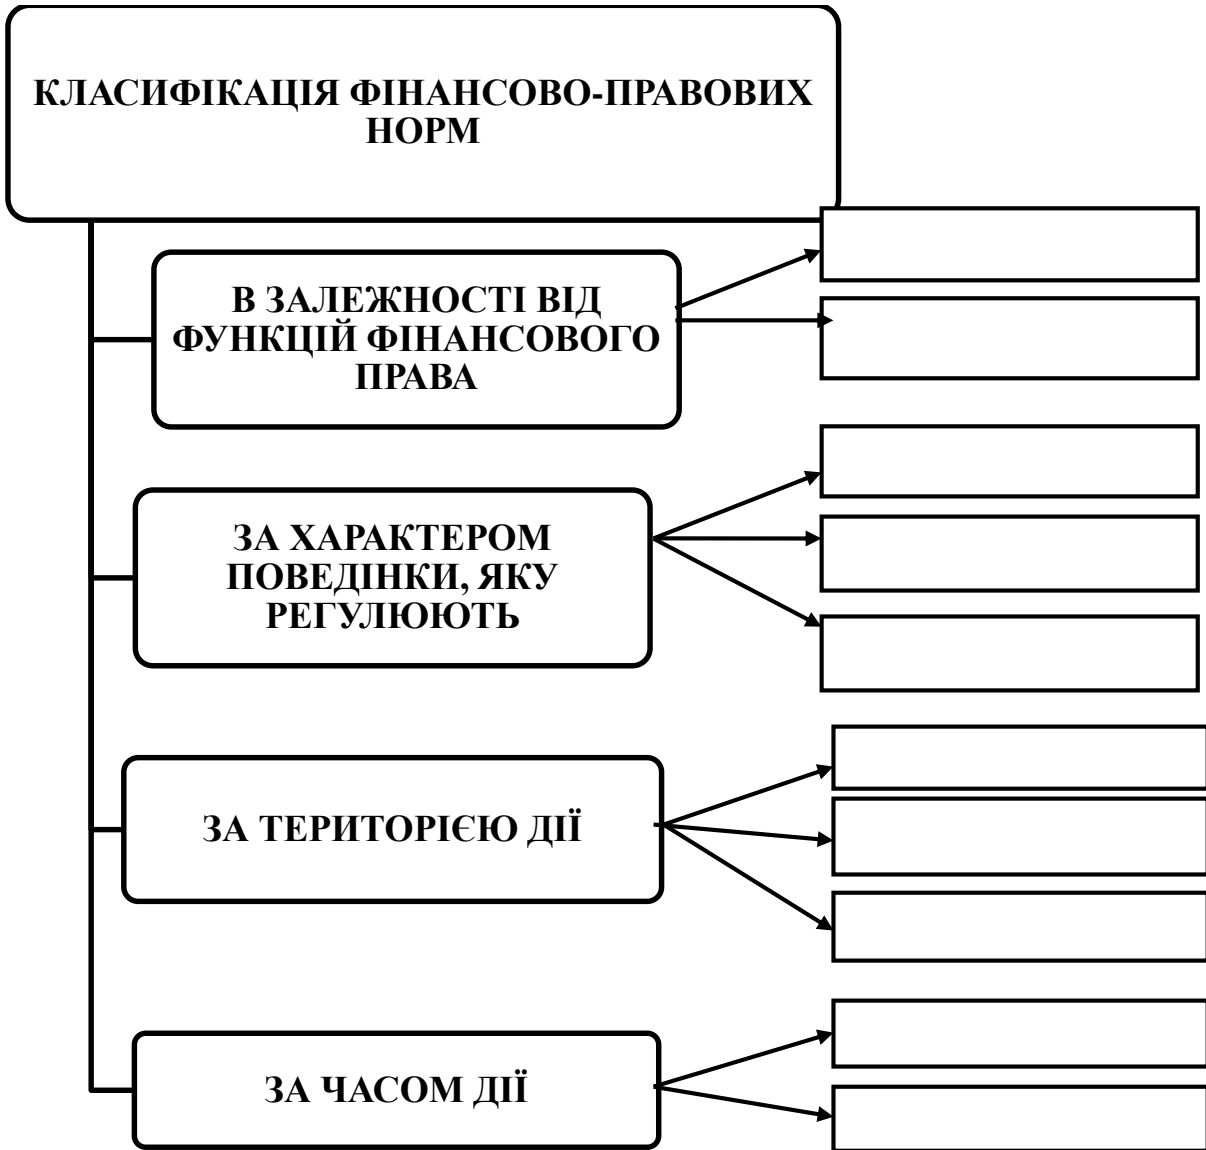 КЛАСИФІКАЦІЯ ФІНАНСОВО-ПРАВОВИХ
НОРМ
В ЗАЛЕЖНОСТІ ВІД
ФУНКЦІЙ ФІНАНСОВОГО
ПРАВА
ЗА ХАРАКТЕРОМ
ПОВЕДІНКИ, ЯКУ
РЕГУЛЮЮТЬ
ЗА ТЕРИТОРІЄЮ ДІЇ
ЗА ЧАСОМ ДІЇ